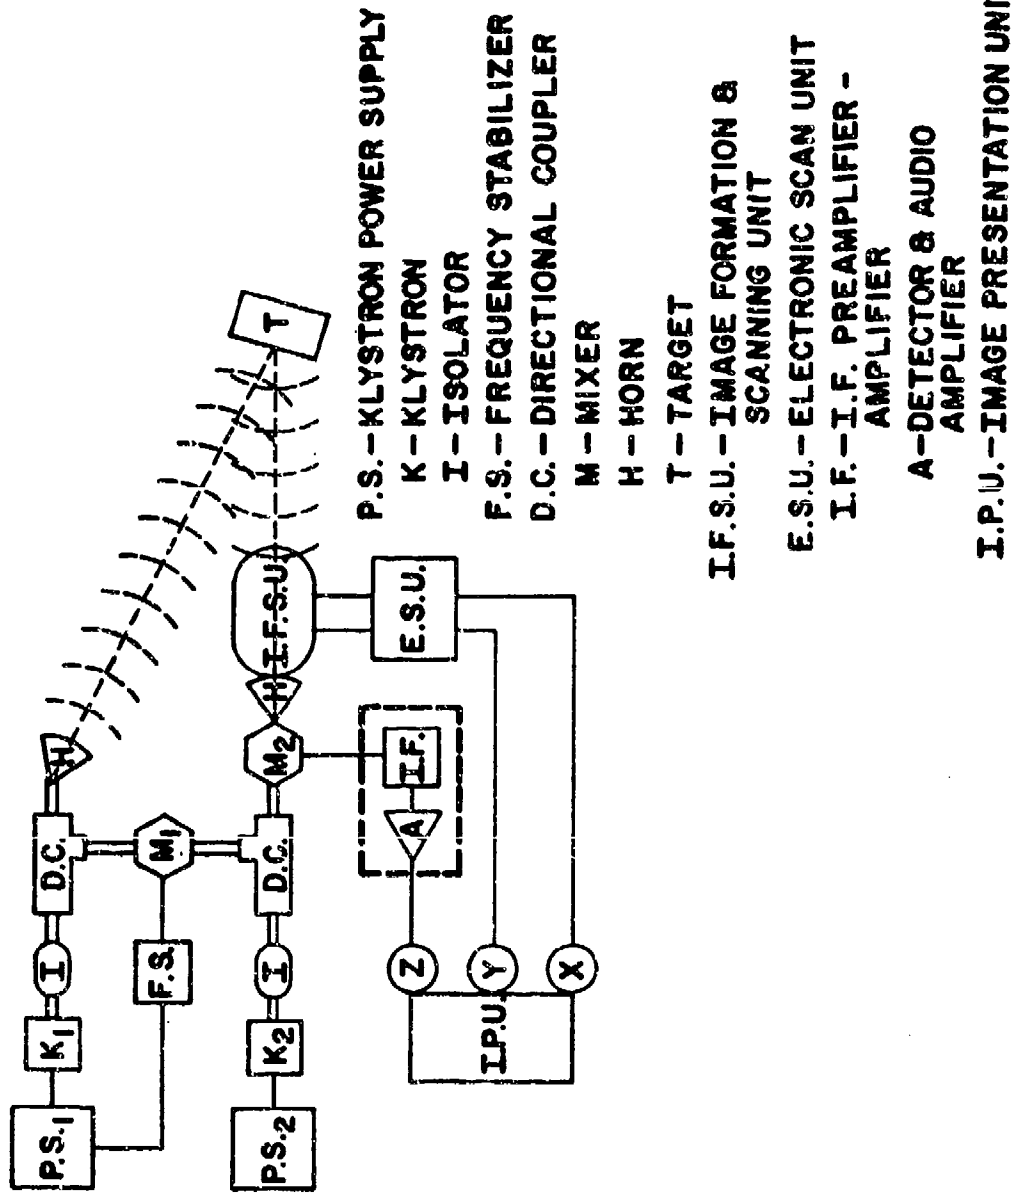 P.S.1
K1
I
D.C.
H
F.S.
M1
T
P.S.2
K2
I
D.C.
M2
H
I.F.S.U.
E.S.U.
A
I.F.
Z
Y
X
I.P.U.
P.S.-KLYSTRON POWER SUPPLY
K-KLYSTRON
I-ISOLATOR
F.S.-FREQUENCY STABILIZER
D.C.-DIRECTIONAL COUPLER
M-MIXER
H-HORN
T-TARGET
I.F.S.U.-IMAGE FORMATION &
SCANNING UNIT
E.S.U.-ELECTRONIC SCAN UNIT
I.F.-I.F. PREAMPLIFIER-
AMPLIFIER
A-DETECTOR & AUDIO
AMPLIFIER
I.P.U.-IMAGE PRESENTATION UNI